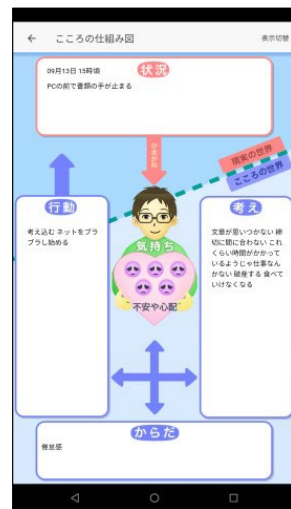 こころの仕組み図
表示切替
状況
09月13日 15時頃
PCの前で書類の手が止まる
ひきがね
現実の世界
こころの世界
行動
考え込む ネットをブラ
ブラし始める
気持ち
不安や心配
考え
文章が思いつかない 締
切に間に合わない これ
くらい時間がかかって
いるようじゃ仕事なん
かない 破産する 食べて
いけなくなる
からだ
倦怠感